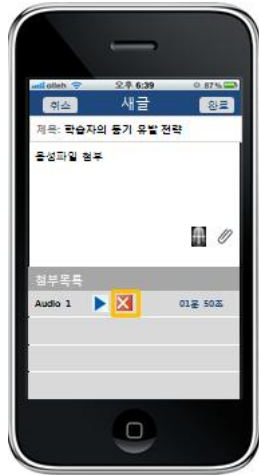 olleh 오후 6:39 87%
취소 새글 완료
제목: 학습자의 동기 유발 전략
음성파일 첨부
첨부목록
Audio 1 01분 50초